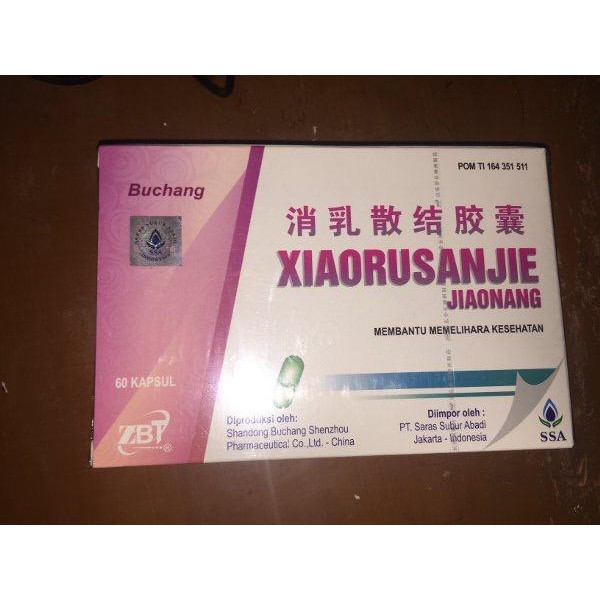 POM TI 164 351 511
Buchang
消乳散结胶囊
XIAORUSANJIE
JIAONANG
MEMBANTU MEMELIHARA KESEHATAN
60 KAPSUL
ZBT
®
Diproduksi oleh:
Shandong Buchang Shenzhou
Pharmaceutical Co.,Ltd. - China
Diimpor oleh :
PT. Saras Subur Abadi
Jakarta - Indonesia
SSA
SSA